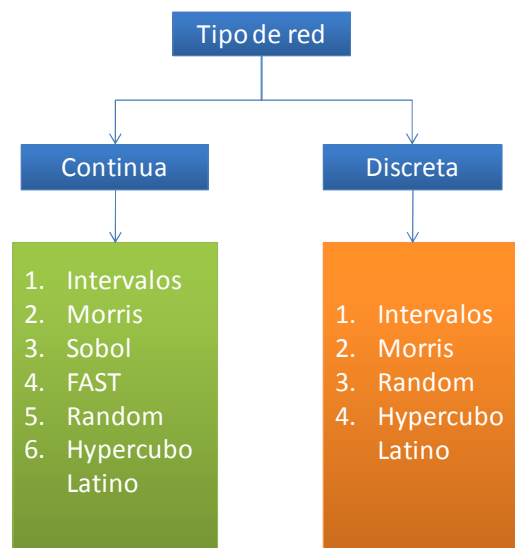 Tipo de red
Continua
Discreta
1. Intervalos
2. Morris
3. Sobol
4. FAST
5. Random
6. Hypercubo
Latino
1. Intervalos
2. Morris
3. Random
4. Hypercubo
Latino